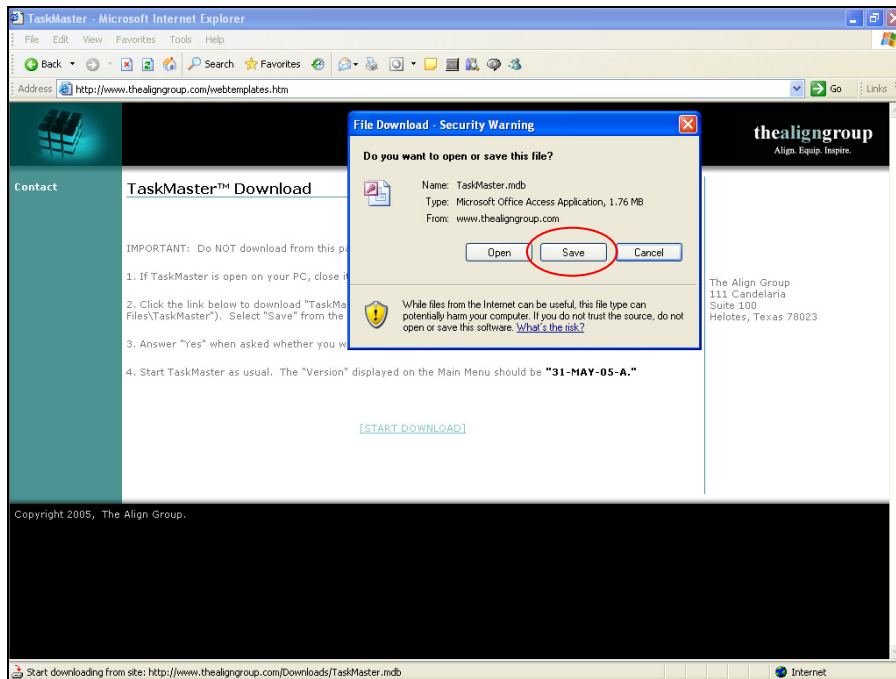 TaskMaster - Microsoft Internet Explorer
File Edit View Favorites Tools Help
Back Search Favorites
Address http://www.thealigngroup.com/webtemplates.htm Go Links
thealigngroup
Align. Equip. Inspire.
Contact
TaskMaster™ Download
IMPORTANT: Do NOT download from this
1. If TaskMaster is open on your PC, close
2. Click the link below to download "TaskMa
Files\TaskMaster"). Select "Save" from the
3. Answer "Yes" when asked whether you w
4. Start TaskMaster as usual. The "Version" displayed on the Main Menu should be "31-MAY-05-A."
[START DOWNLOAD]
File Download - Security Warning
Do you want to open or save this file?
Name: TaskMaster.mdb
Type: Microsoft Office Access Application, 1.76 MB
From: www.thealigngroup.com
Open Save Cancel
While files from the Internet can be useful, this file type can
potentially harm your computer. If you do not trust the source, do not
open or save this software. What's the risk?
The Align Group
111 Candelaria
Suite 100
Helotes, Texas 78023
Copyright 2005, The Align Group.
Start downloading from site: http://www.thealigngroup.com/Downloads/TaskMaster.mdb
Internet